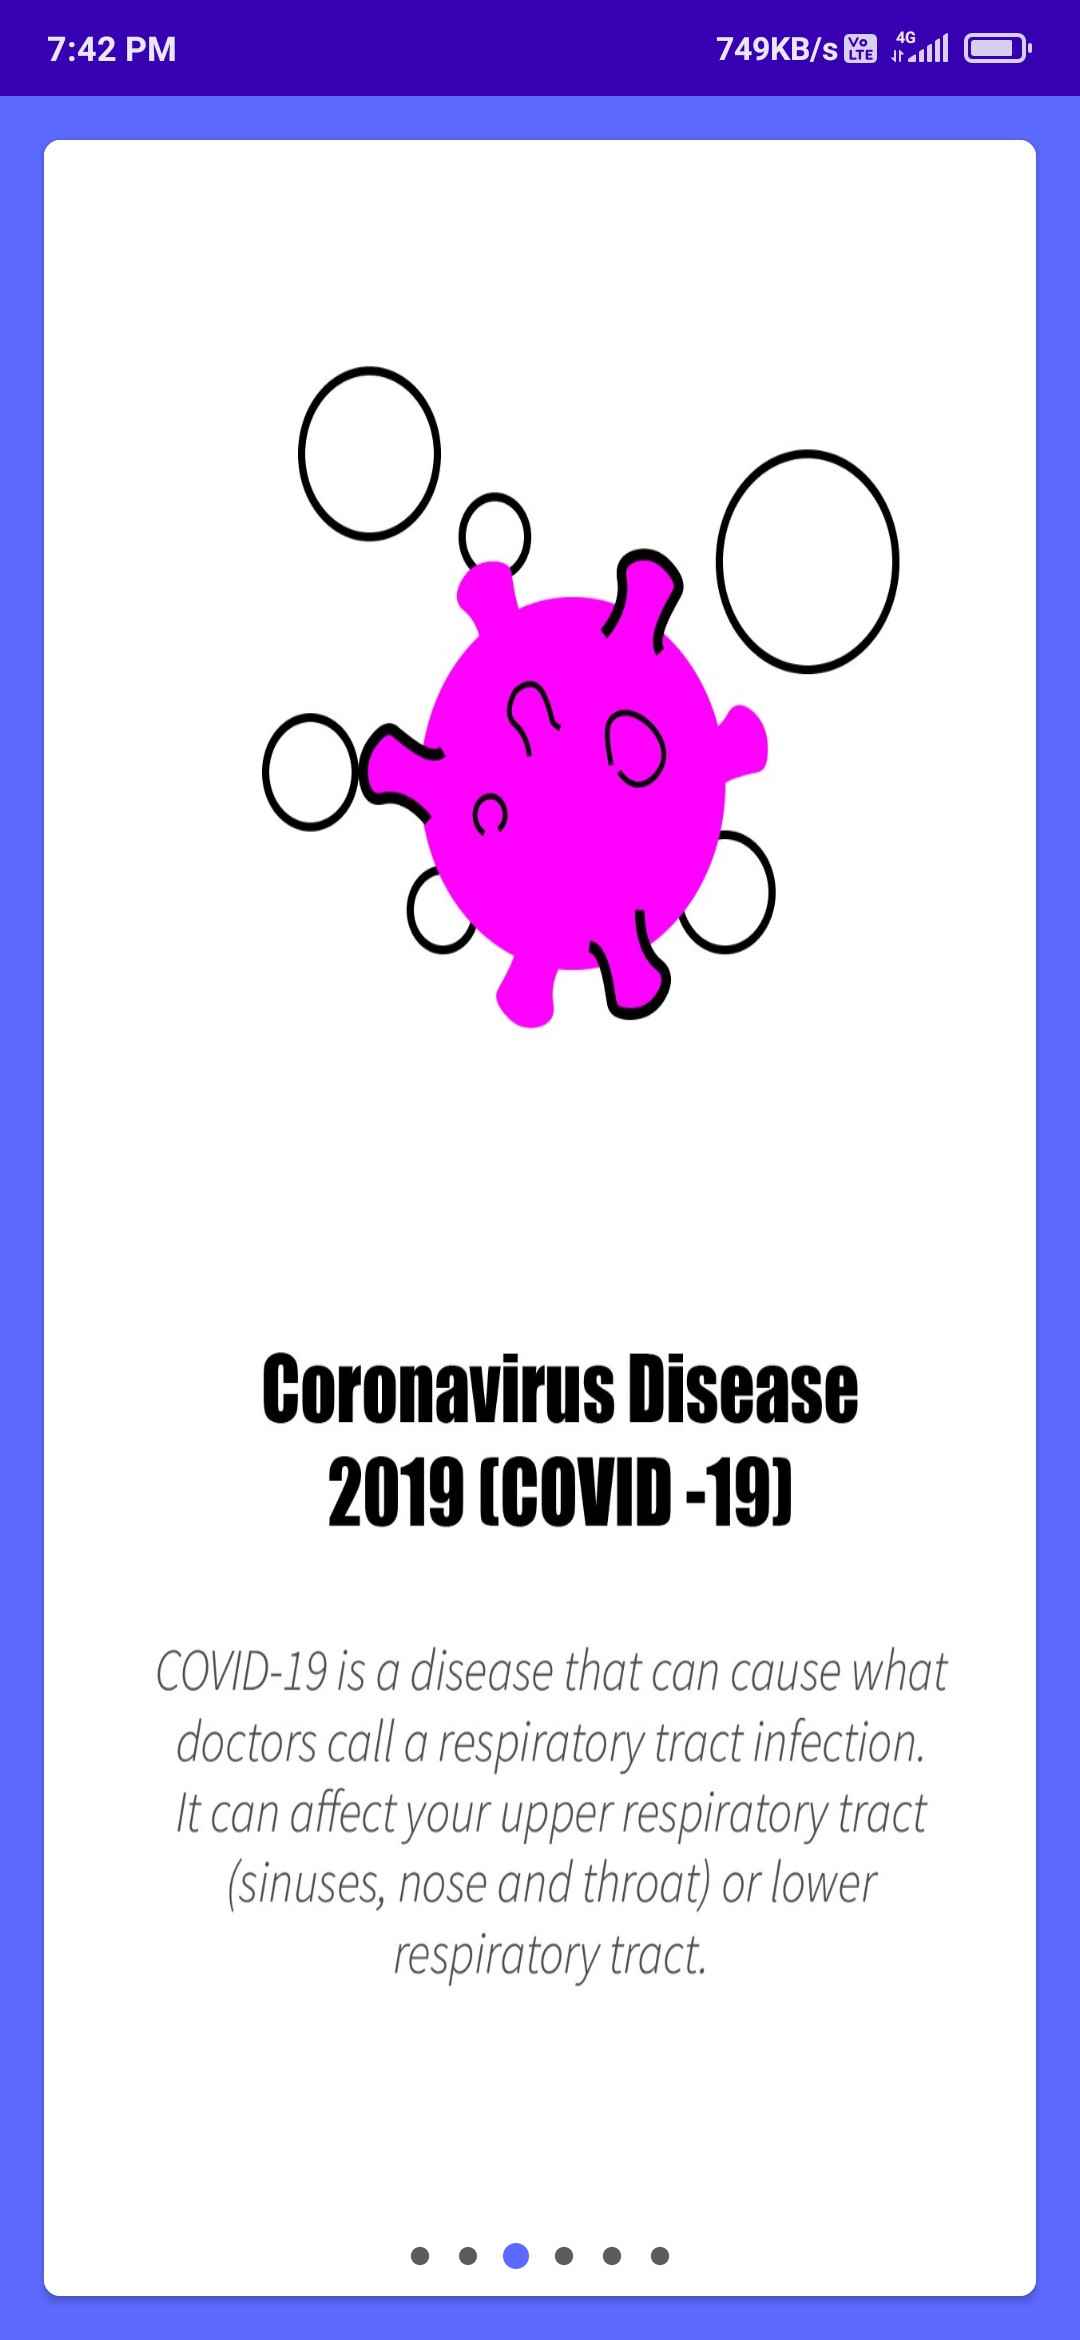 7:42 PM 749KB/s Vo LTE 4G
Coronavirus Disease
2019 (COVID -19)
COVID-19 is a disease that can cause what
doctors call a respiratory tract infection.
It can affect your upper respiratory tract
(sinuses, nose and throat) or lower
respiratory tract.